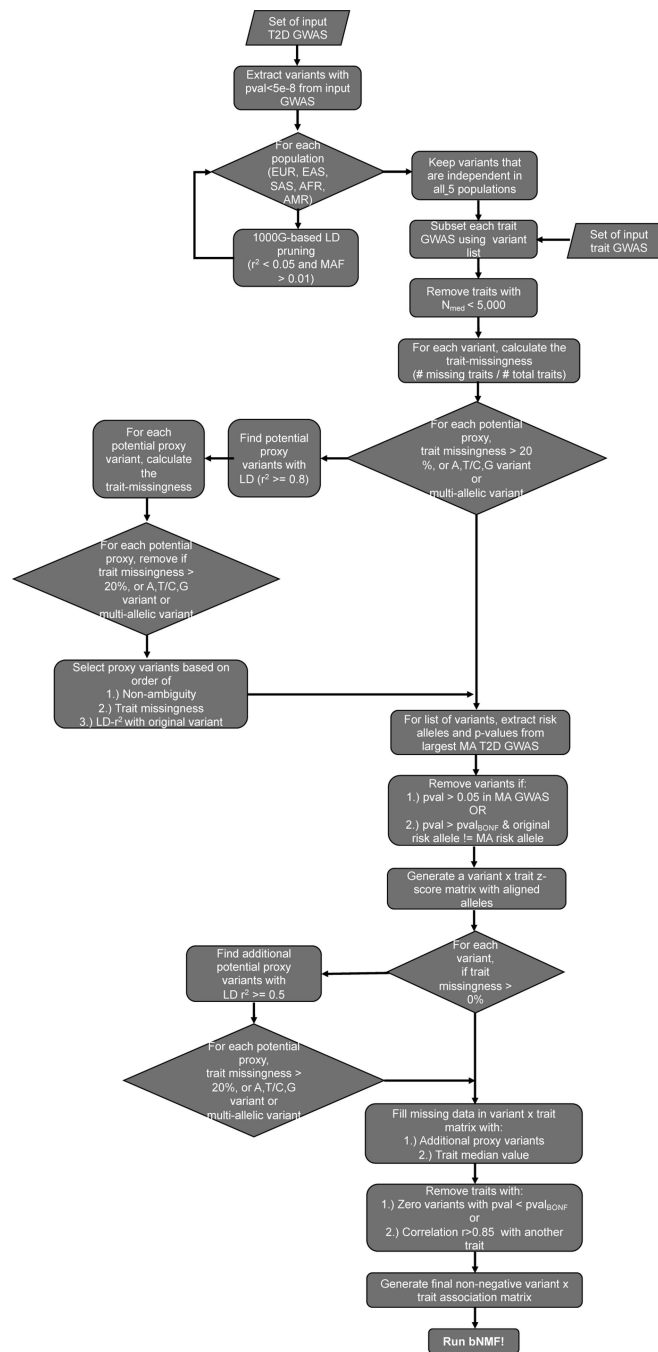 Set of input
T2D GWAS
Extract variants with
pval<5e-8 from input
GWAS
For each
population
(EUR, EAS,
SAS, AFR,
AMR)
Keep variants that
are independent in
all 5 populations
1000G-based LD
pruning
(r² < 0.05 and MAF
> 0.01)
Subset each trait
GWAS using variant
list
Set of input
trait GWAS
Remove traits with
Nmed < 5,000
For each variant, calculate the
trait-missingness
(# missing traits / # total traits)
For each potential
proxy,
trait missingness > 20
%, or A,T/C,G variant
or
multi-allelic variant
Find potential
proxy
variants with
LD (r² >= 0.8)
For each
potential proxy
variant, calculate
the
trait-missingness
For each potential
proxy, remove if
trait missingness >
20%, or A,T/C,G
variant or
multi-allelic variant
Select proxy variants based on
order of
1.) Non-ambiguity
2.) Trait missingness
3.) LD-r² with original variant
For list of variants, extract risk
alleles and p-values from
largest MA T2D GWAS
Remove variants if:
1.) pval > 0.05 in MA GWAS
OR
2.) pval > pvalBONF & original
risk allele != MA risk allele
Generate a variant x trait z-
score matrix with aligned
alleles
For each
variant,
if trait
missingness >
0%
Find additional
potential proxy
variants with
LD r² >= 0.5
For each potential
proxy,
trait missingness >
20%, or A,T/C,G
variant or
multi-allelic variant
Fill missing data in variant x trait
matrix with:
1.) Additional proxy variants
2.) Trait median value
Remove traits with:
1.) Zero variants with pval < pvalBONF
or
2.) Correlation r>0.85 with another
trait
Generate final non-negative variant x
trait association matrix
Run bNMF!